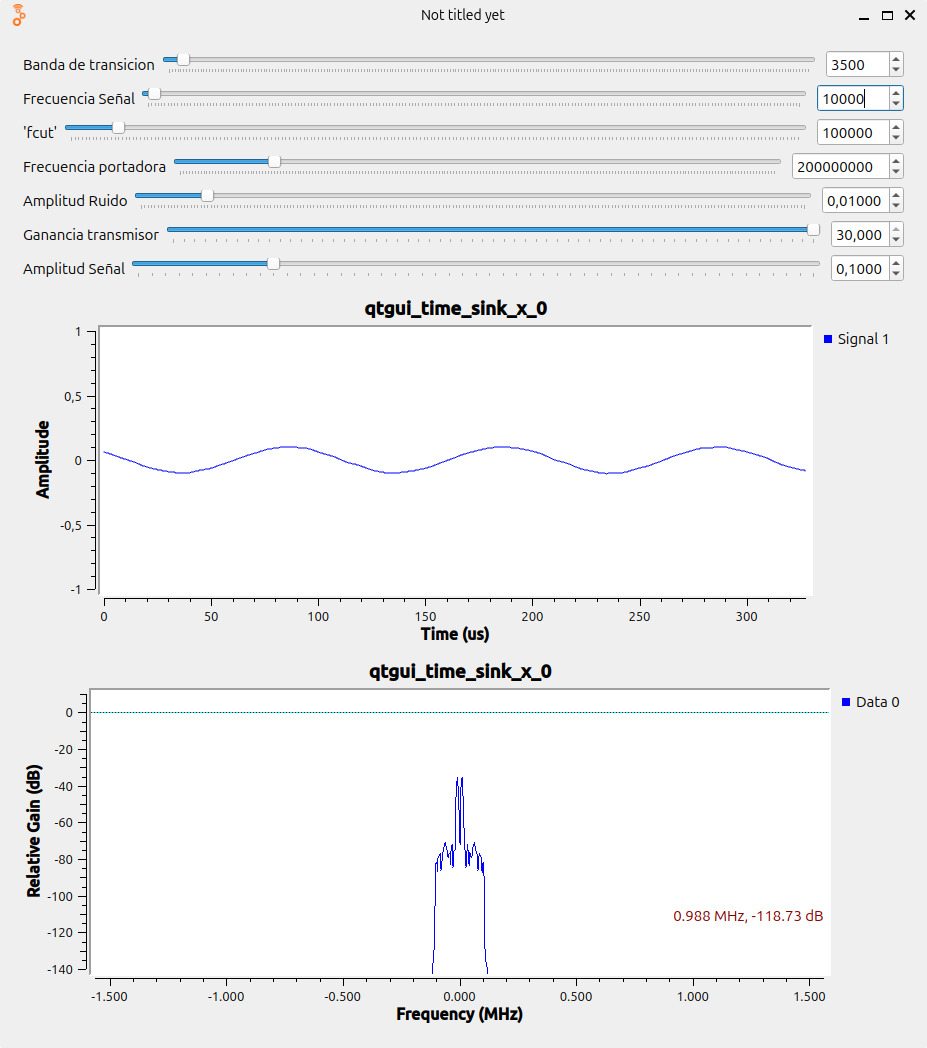 Not titled yet
Banda de transicion 3500
Frecuencia Señal 10000
'fcut' 100000
Frecuencia portadora 200000000
Amplitud Ruido 0,01000
Ganancia transmisor 30,000
Amplitud Señal 0,1000
qtgui_time_sink_x_0
Signal 1
Amplitude
1
0,5
0
-0,5
-1
0 50 100 150 200 250 300
Time (us)
qtgui_time_sink_x_0
Data 0
Relative Gain (dB)
0
-20
-40
-60
-80
-100
-120
-140
0.988 MHz, -118.73 dB
-1.500 -1.000 -0.500 0.000 0.500 1.000 1.500
Frequency (MHz)